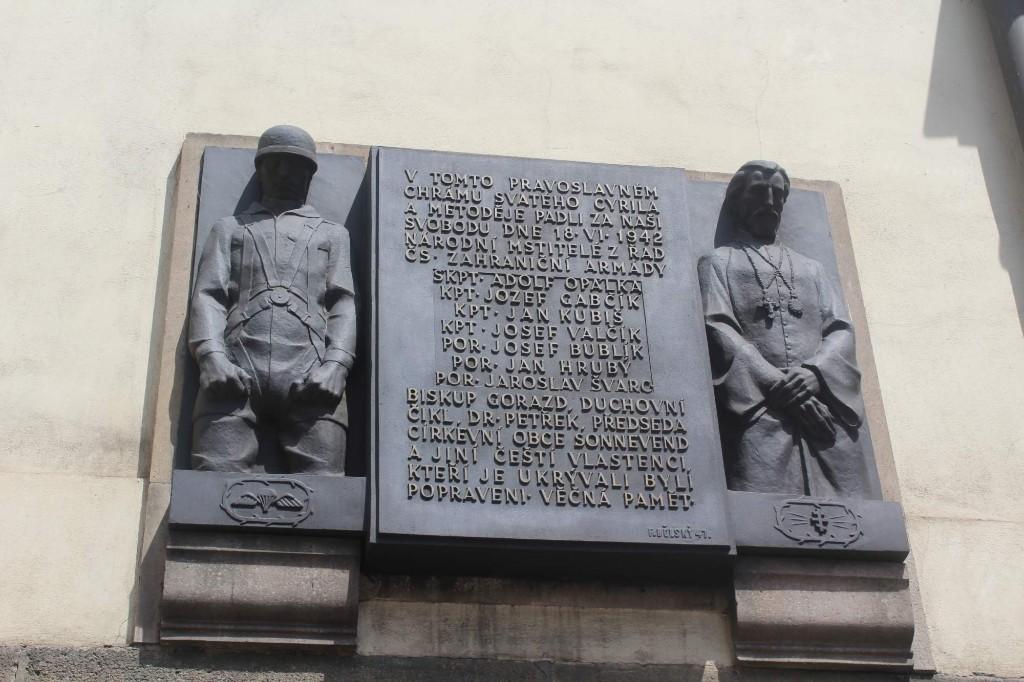 V TOMTO PRAVOSLAVNÉM
CHRÁMU SVATÉHO CYRILA
A METODĚJE PADLI ZA NAŠI
SVOBODU DNE 18·VI·1942
NÁRODNÍ MSTITELÉ Z ŘAD
ČS· ZAHRANIČNÍ ARMÁDY
ŠKPT· ADOLF OPÁLKA
KPT· JOZEF GABČÍK
KPT· JAN KUBIŠ
KPT· JOSEF VALČÍK
POR· JOSEF BUBLÍK
POR· JAN HRUBÝ
POR· JAROSLAV ŠVARC
BISKUP GORAZD, DUCHOVNÍ
ČIKL, DR· PETŘEK, PŘEDSEDA
CÍRKEVNÍ OBCE SONNEVEND
A JINÍ ČEŠTÍ VLASTENCI,
KTEŘÍ JE UKRÝVALI BYLI
POPRAVENI· VĚČNÁ PAMĚŤ·
F·BĚLSKÝ 47.